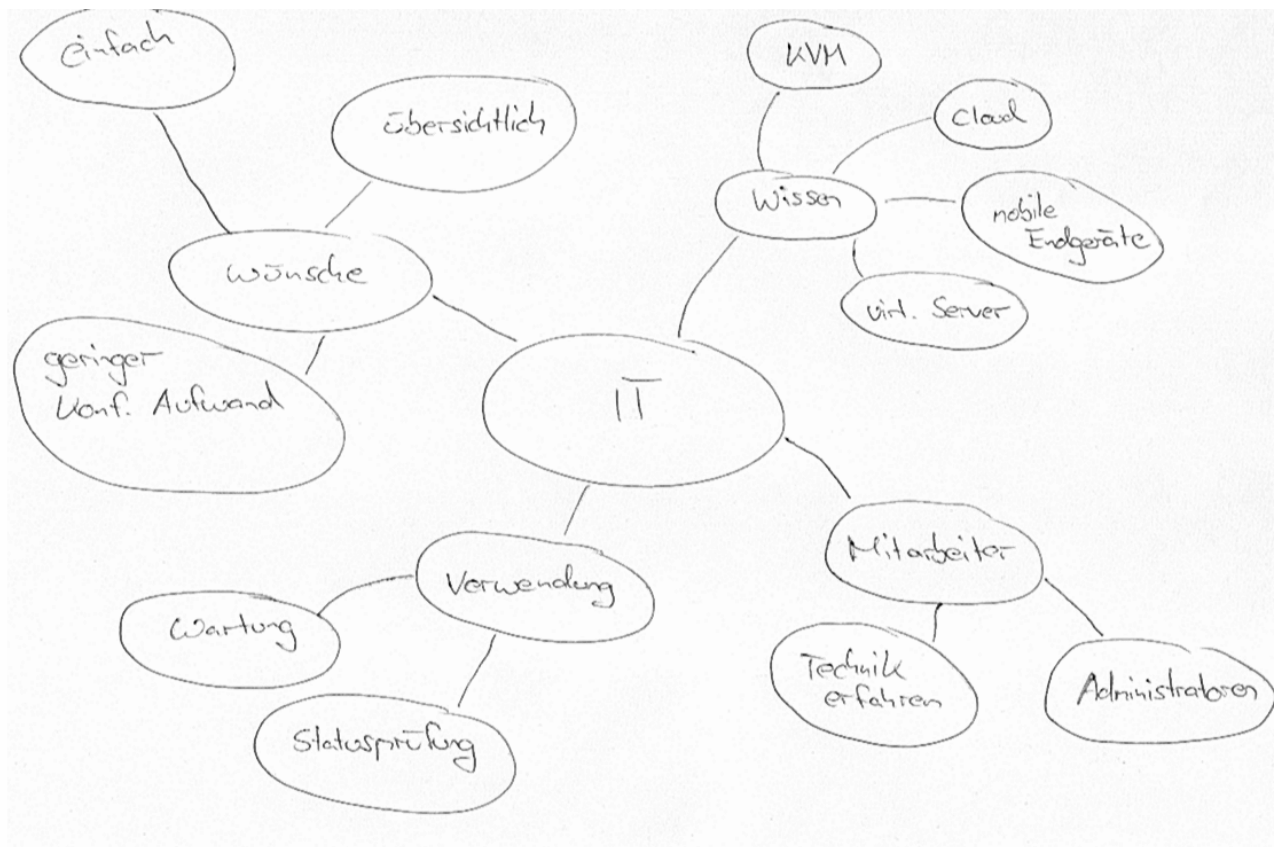 einfach
übersichtlich
Wünsche
geringer
Konf. Aufwand
KVM
Cloud
Wissen
mobile
Endgeräte
virt. Server
IT
Verwendung
Wartung
Statusprüfung
Mitarbeiter
Technik
erfahren
Administratoren